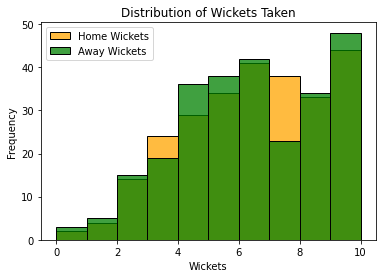 Distribution of Wickets Taken
Home Wickets
Away Wickets
50
40
30
20
10
0
Frequency
0 2 4 6 8 10
Wickets